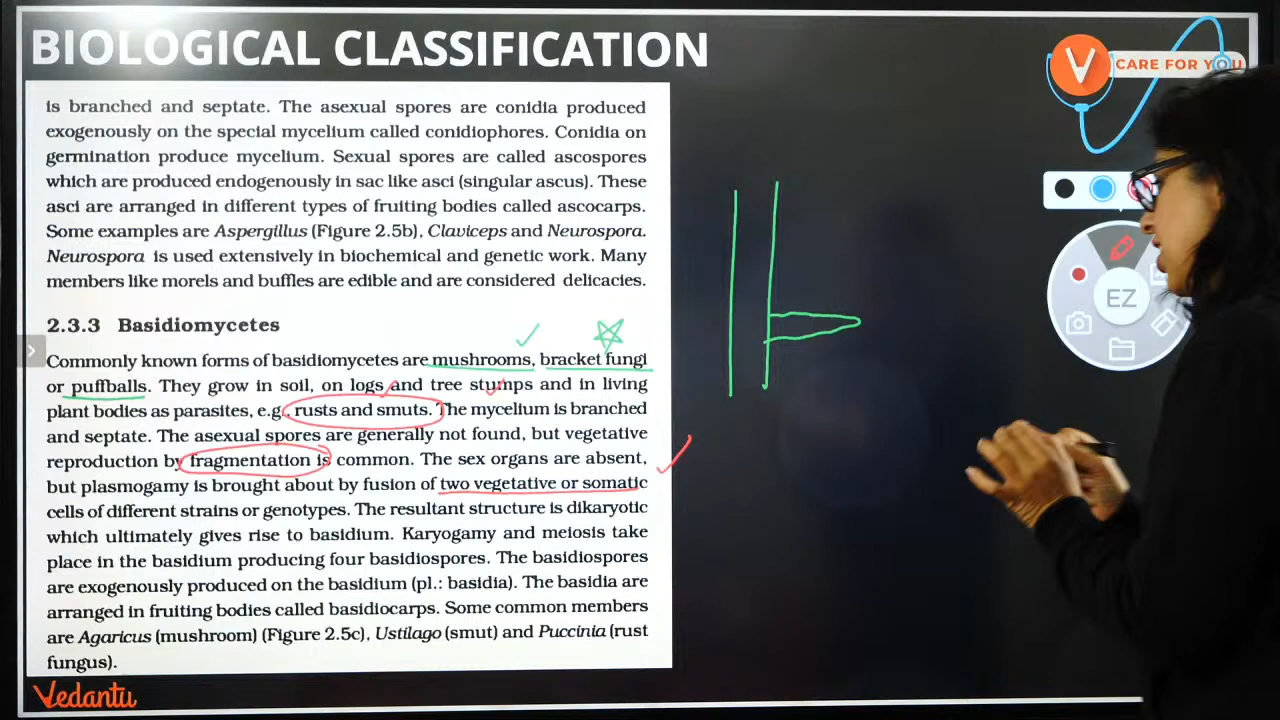 BIOLOGICAL CLASSIFICATION
V CARE FOR YOU
is branched and septate. The asexual spores are conidia produced
exogenously on the special mycelium called conidiophores. Conidia on
germination produce mycelium. Sexual spores are called ascospores
which are produced endogenously in sac like asci (singular ascus). These
asci are arranged in different types of fruiting bodies called ascocarps.
Some examples are Aspergillus (Figure 2.5b), Claviceps and Neurospora.
Neurospora is used extensively in biochemical and genetic work. Many
members like morels and buffles are edible and are considered delicacies.
2.3.3 Basidiomycetes
Commonly known forms of basidiomycetes are mushrooms, bracket fungi
or puffballs. They grow in soil, on logs and tree stumps and in living
plant bodies as parasites, e.g., rusts and smuts. The mycelium is branched
and septate. The asexual spores are generally not found, but vegetative
reproduction by fragmentation is common. The sex organs are absent,
but plasmogamy is brought about by fusion of two vegetative or somatic
cells of different strains or genotypes. The resultant structure is dikaryotic
which ultimately gives rise to basidium. Karyogamy and meiosis take
place in the basidium producing four basidiospores. The basidiospores
are exogenously produced on the basidium (pl.: basidia). The basidia are
arranged in fruiting bodies called basidiocarps. Some common members
are Agaricus (mushroom) (Figure 2.5c), Ustilago (smut) and Puccinia (rust
fungus).
EZ
Vedantu